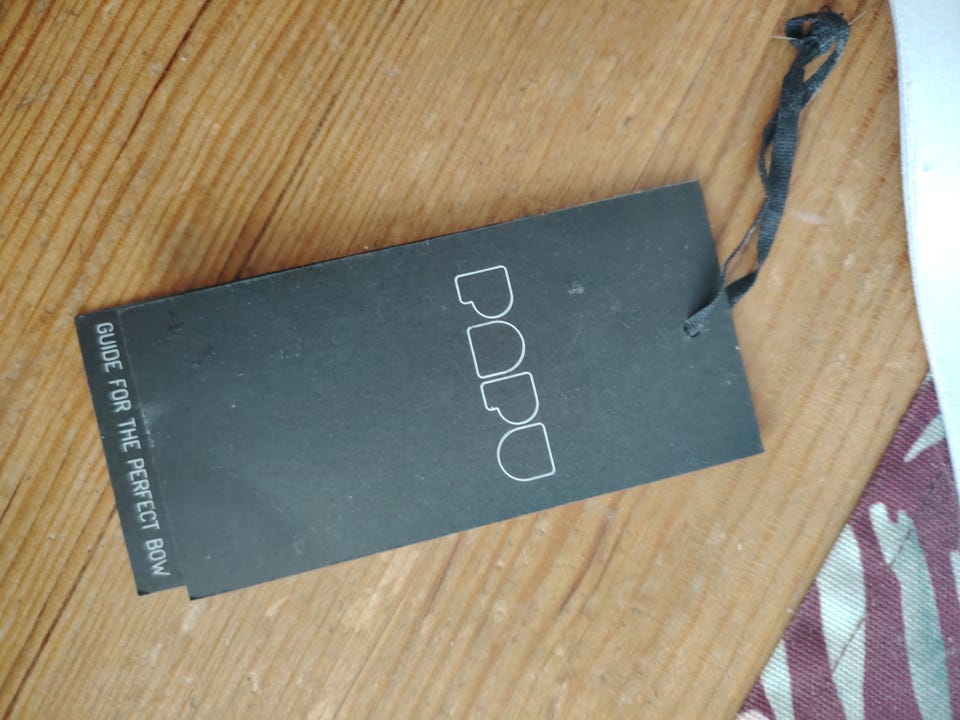 PAPU
GUIDE FOR THE PERFECT BOW